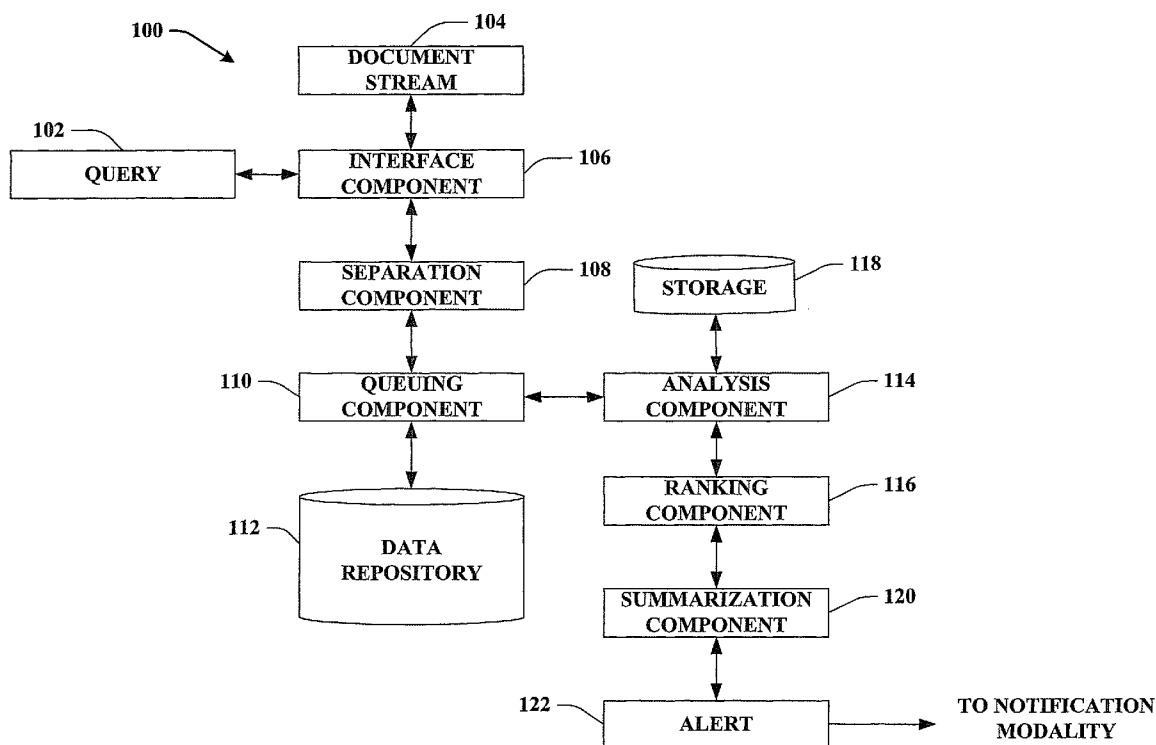 100
104
DOCUMENT
STREAM
102
QUERY
INTERFACE
COMPONENT
106
SEPARATION
COMPONENT
108
STORAGE
118
110
QUEUING
COMPONENT
ANALYSIS
COMPONENT
114
RANKING
COMPONENT
116
112
DATA
REPOSITORY
SUMMARIZATION
COMPONENT
120
122
ALERT
TO NOTIFICATION
MODALITY